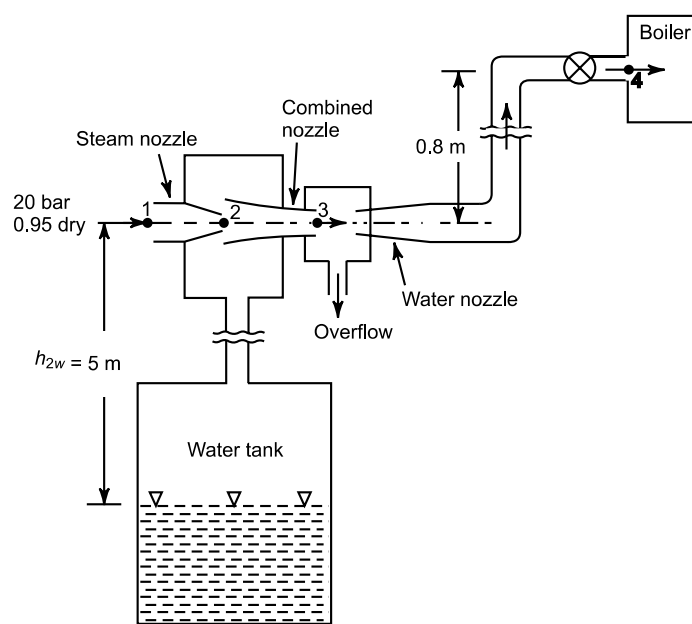 Boiler
Combined
nozzle
Steam nozzle
4
0.8 m
20 bar
0.95 dry
1
2
3
Water nozzle
Overflow
h2w = 5 m
Water tank